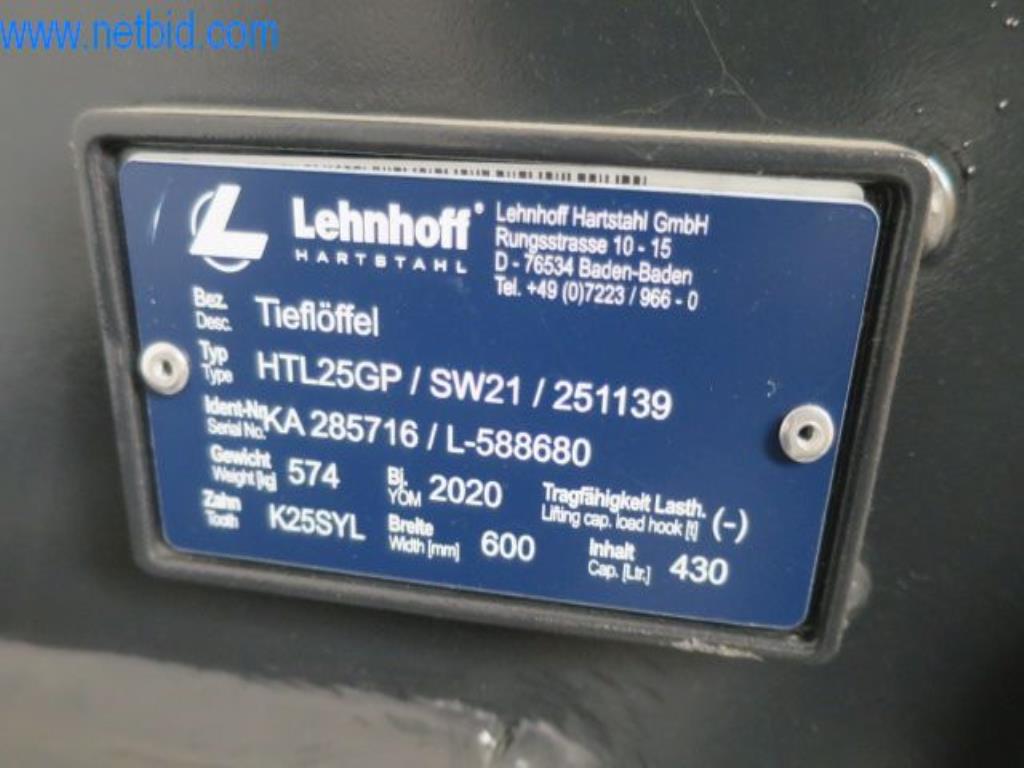 www.netbid.com
Lehnhoff®
HARTSTAHL
Lehnhoff Hartstahl GmbH
Rungsstrasse 10 - 15
D - 76534 Baden-Baden
Tel. +49 (0)7223 / 966 - 0
Bez. Desc. Tieflöffel
Typ Type HTL25GP / SW21 / 251139
Ident-Nr. Serial No. KA 285716 / L-588680
Gewicht Weight [kg] 574 Bj. YOM 2020 Tragfähigkeit Lasth. Lifting cap. load hook [t] (-)
Zahn Tooth K25SYL Breite Width [mm] 600 Inhalt Cap. [Ltr.] 430